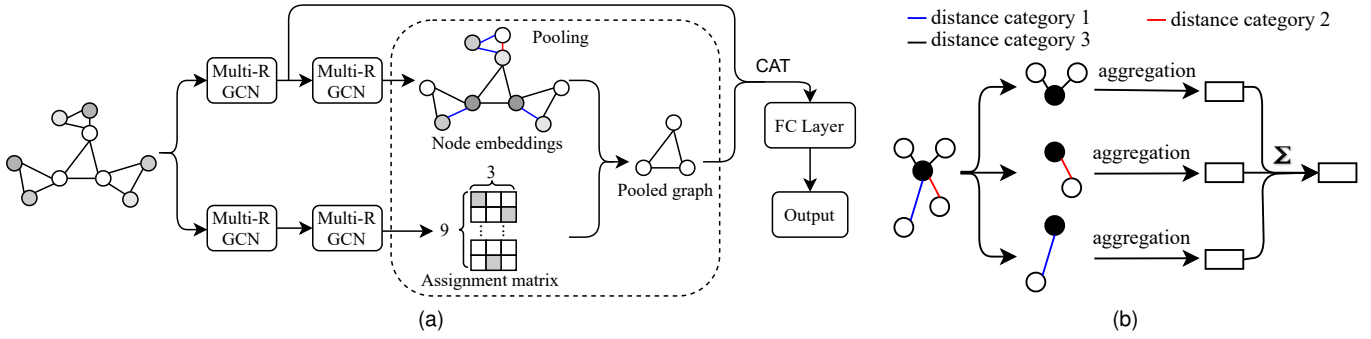 Multi-R
GCN
Multi-R
GCN
Pooling
Node embeddings
Multi-R
GCN
Multi-R
GCN
3
9
Assignment matrix
Pooled graph
CAT
FC Layer
Output
(a)
distance category 1
distance category 2
distance category 3
aggregation
aggregation
aggregation
Σ
(b)